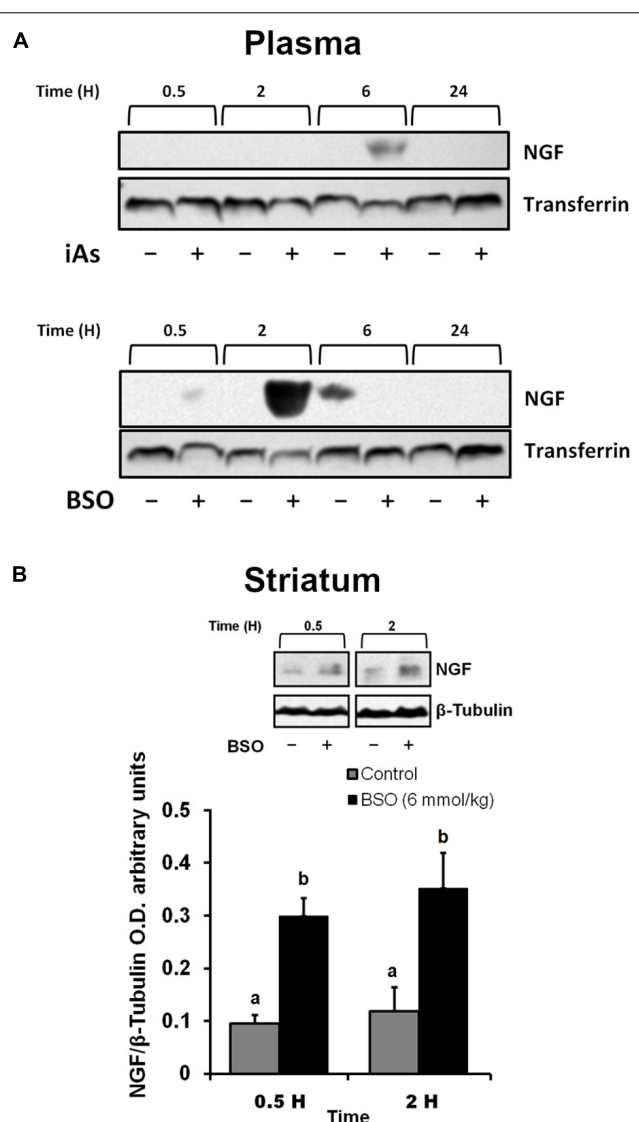 A
Plasma
Time (H) 0.5 2 6 24
NGF
Transferrin
iAs − + − + − + − +
Time (H) 0.5 2 6 24
NGF
Transferrin
BSO − + − + − + − +
B
Striatum
Time (H) 0.5 2
NGF
β-Tubulin
BSO − + − +
Control
BSO (6 mmol/kg)
NGF/β-Tubulin O.D. arbitrary units
0.5
0.4
0.3
0.2
0.1
0
a b a b
0.5 H 2 H
Time